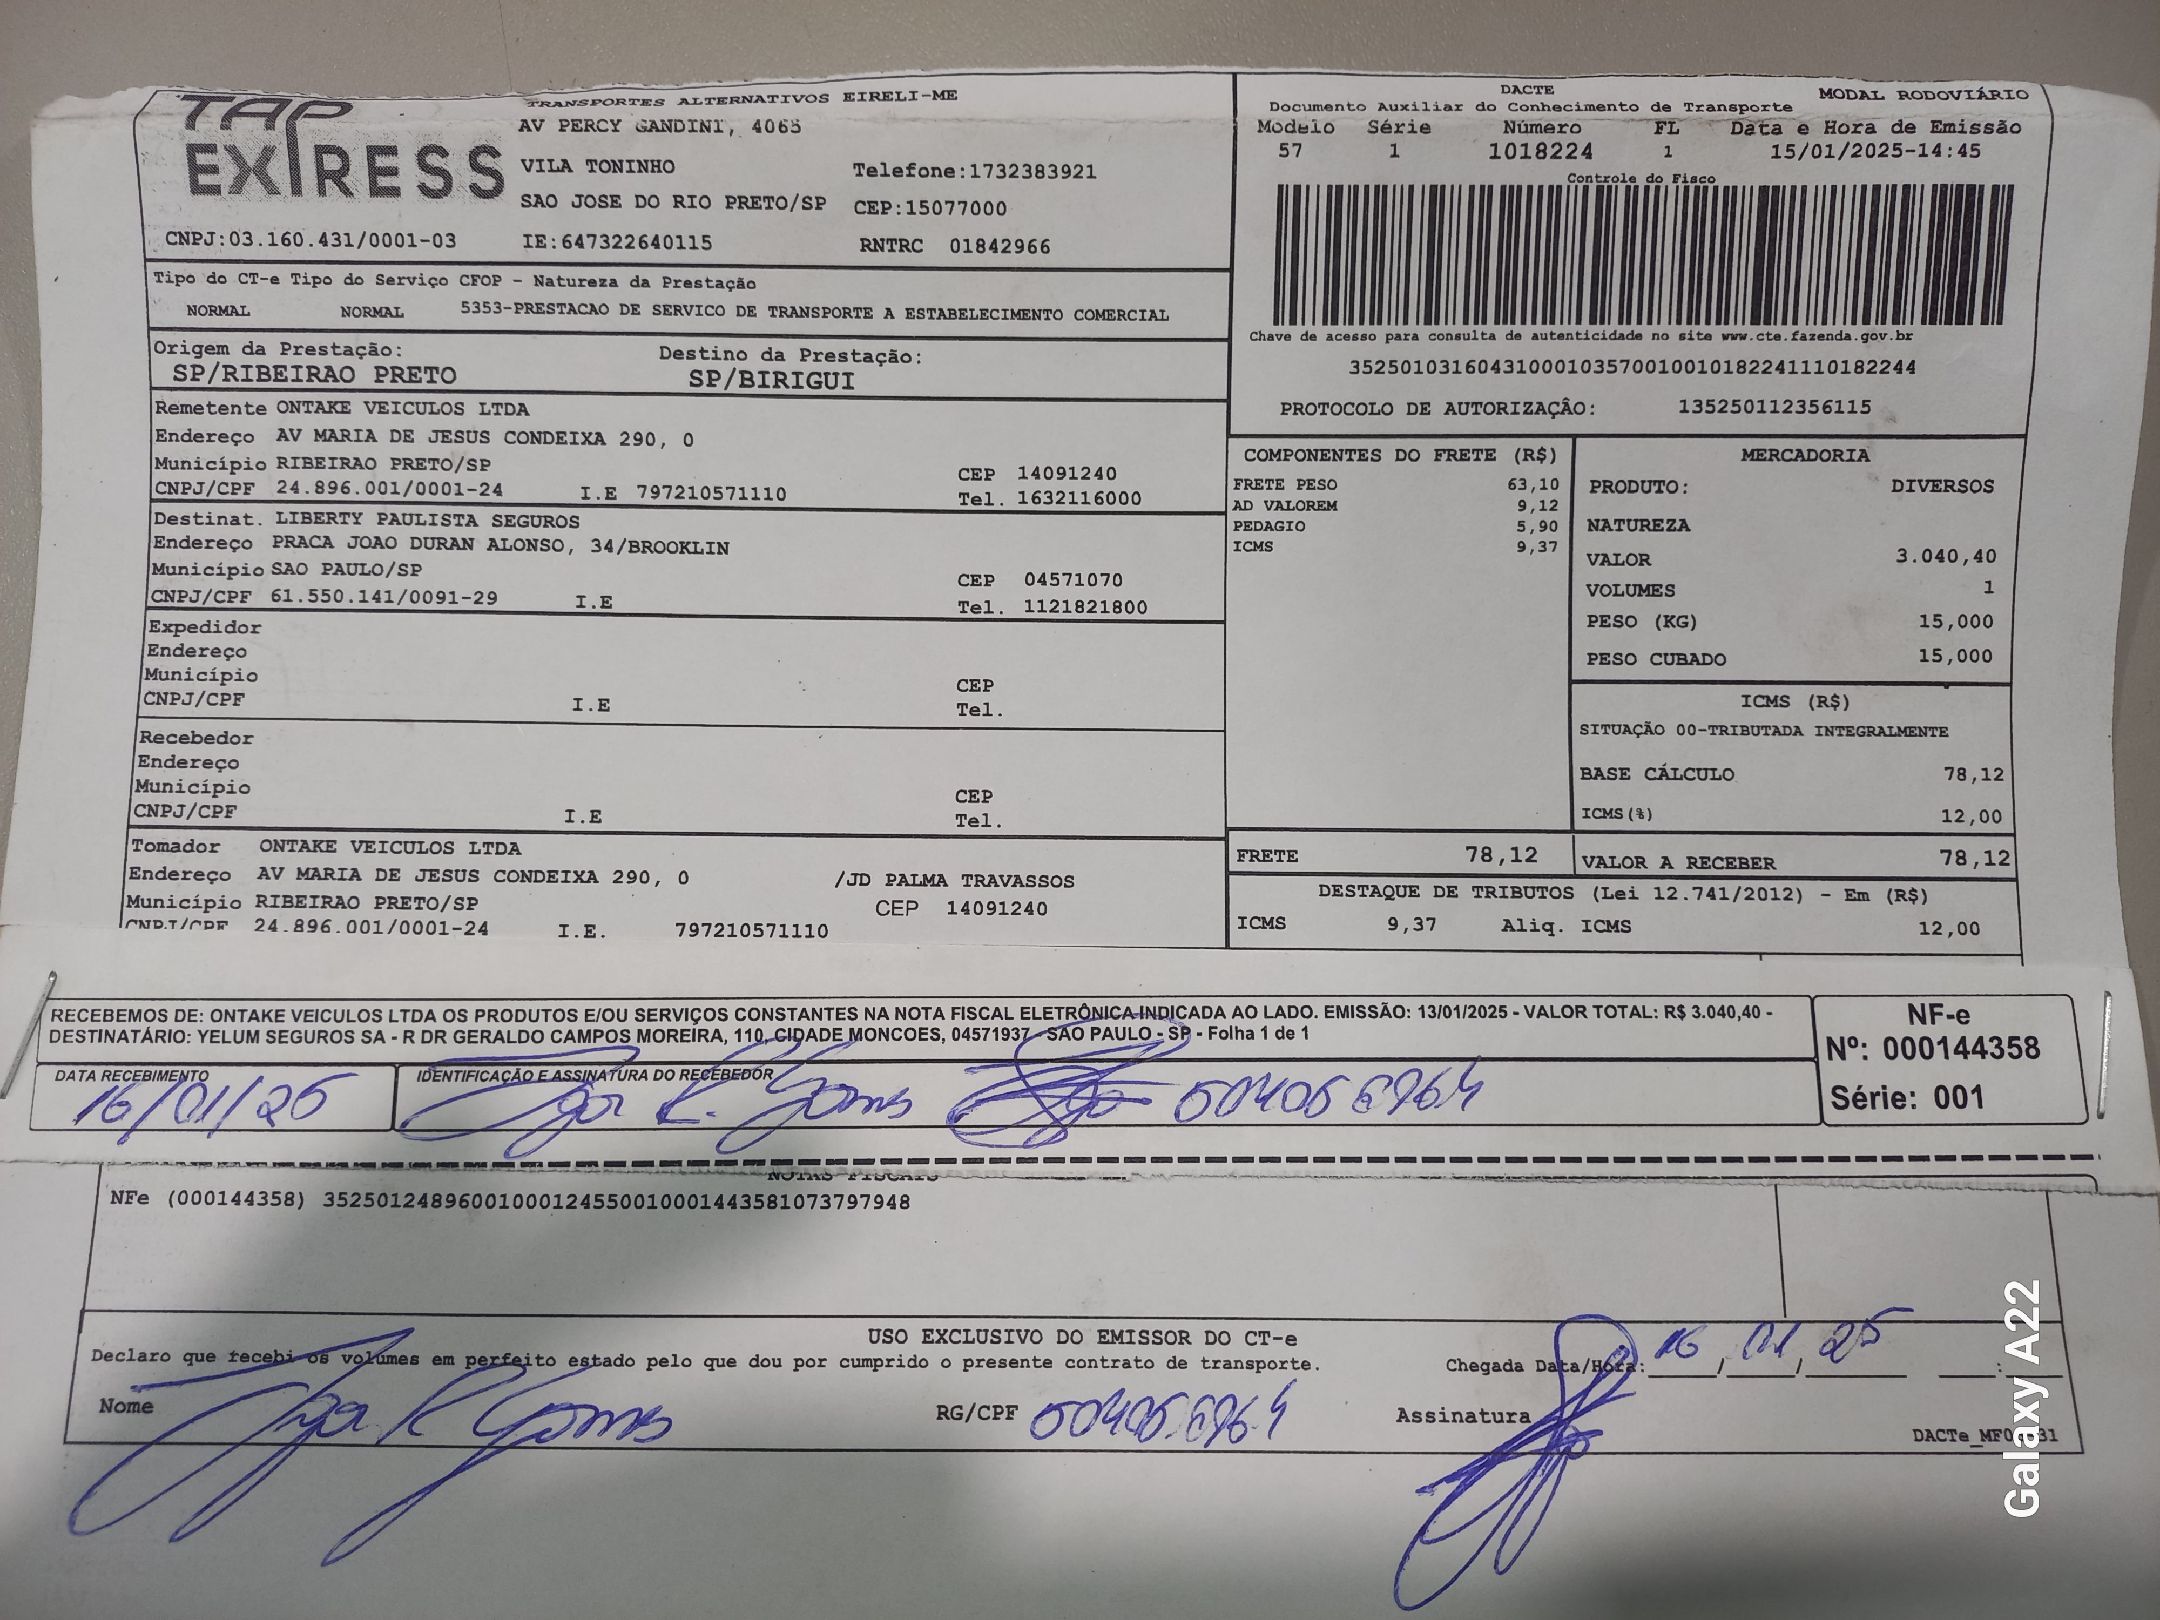 TAP EXPRESS
TRANSPORTES ALTERNATIVOS EIRELI-ME
AV PERCY GANDINI, 4065
VILA TONINHO Telefone:1732383921
SAO JOSE DO RIO PRETO/SP CEP:15077000
CNPJ:03.160.431/0001-03 IE:647322640115 RNTRC 01842966
DACTE MODAL RODOVIÁRIO
Documento Auxiliar do Conhecimento de Transporte
Modelo Série Número FL Data e Hora de Emissão
57 1 1018224 1 15/01/2025-14:45
Controle do Fisco
Chave de acesso para consulta de autenticidade no site www.cte.fazenda.gov.br
35250103160431000103570010010182241110182244
PROTOCOLO DE AUTORIZAÇÂO: 135250112356115
Tipo do CT-e Tipo do Serviço CFOP - Natureza da Prestação
NORMAL NORMAL 5353-PRESTACAO DE SERVICO DE TRANSPORTE A ESTABELECIMENTO COMERCIAL
Origem da Prestação: Destino da Prestação:
SP/RIBEIRAO PRETO SP/BIRIGUI
Remetente ONTAKE VEICULOS LTDA
Endereço AV MARIA DE JESUS CONDEIXA 290, 0
Município RIBEIRAO PRETO/SP CEP 14091240
CNPJ/CPF 24.896.001/0001-24 I.E 797210571110 Tel. 1632116000
Destinat. LIBERTY PAULISTA SEGUROS
Endereço PRACA JOAO DURAN ALONSO, 34/BROOKLIN
Município SAO PAULO/SP CEP 04571070
CNPJ/CPF 61.550.141/0091-29 I.E Tel. 1121821800
Expedidor
Endereço
Município CEP
CNPJ/CPF I.E Tel.
Recebedor
Endereço
Município CEP
CNPJ/CPF I.E Tel.
Tomador ONTAKE VEICULOS LTDA
Endereço AV MARIA DE JESUS CONDEIXA 290, 0 /JD PALMA TRAVASSOS
Município RIBEIRAO PRETO/SP CEP 14091240
CNPJ/CPF 24.896.001/0001-24 I.E. 797210571110
COMPONENTES DO FRETE (R$)
FRETE PESO 63,10
AD VALOREM 9,12
PEDAGIO 5,90
ICMS 9,37
MERCADORIA
PRODUTO: DIVERSOS
NATUREZA
VALOR 3.040,40
VOLUMES 1
PESO (KG) 15,000
PESO CUBADO 15,000
ICMS (R$)
SITUAÇÃO 00-TRIBUTADA INTEGRALMENTE
BASE CÁLCULO 78,12
ICMS(%) 12,00
FRETE 78,12 VALOR A RECEBER 78,12
DESTAQUE DE TRIBUTOS (Lei 12.741/2012) - Em (R$)
ICMS 9,37 Aliq. ICMS 12,00
RECEBEMOS DE: ONTAKE VEICULOS LTDA OS PRODUTOS E/OU SERVIÇOS CONSTANTES NA NOTA FISCAL ELETRÔNICA INDICADA AO LADO. EMISSÃO: 13/01/2025 - VALOR TOTAL: R$ 3.040,40 -
DESTINATÁRIO: YELUM SEGUROS SA - R DR GERALDO CAMPOS MOREIRA, 110, CIDADE MONCOES, 04571937 - SAO PAULO - SP - Folha 1 de 1
DATA RECEBIMENTO IDENTIFICAÇÃO E ASSINATURA DO RECEBEDOR
16/01/25
NF-e
Nº: 000144358
Série: 001
NOTAS FISCAIS
NFe (000144358) 35250124896001000124550010001443581073797948
USO EXCLUSIVO DO EMISSOR DO CT-e
Declaro que recebi os volumes em perfeito estado pelo que dou por cumprido o presente contrato de transporte. Chegada Data/Hora: 16/01/25 :
Nome RG/CPF Assinatura
Galaxy A22